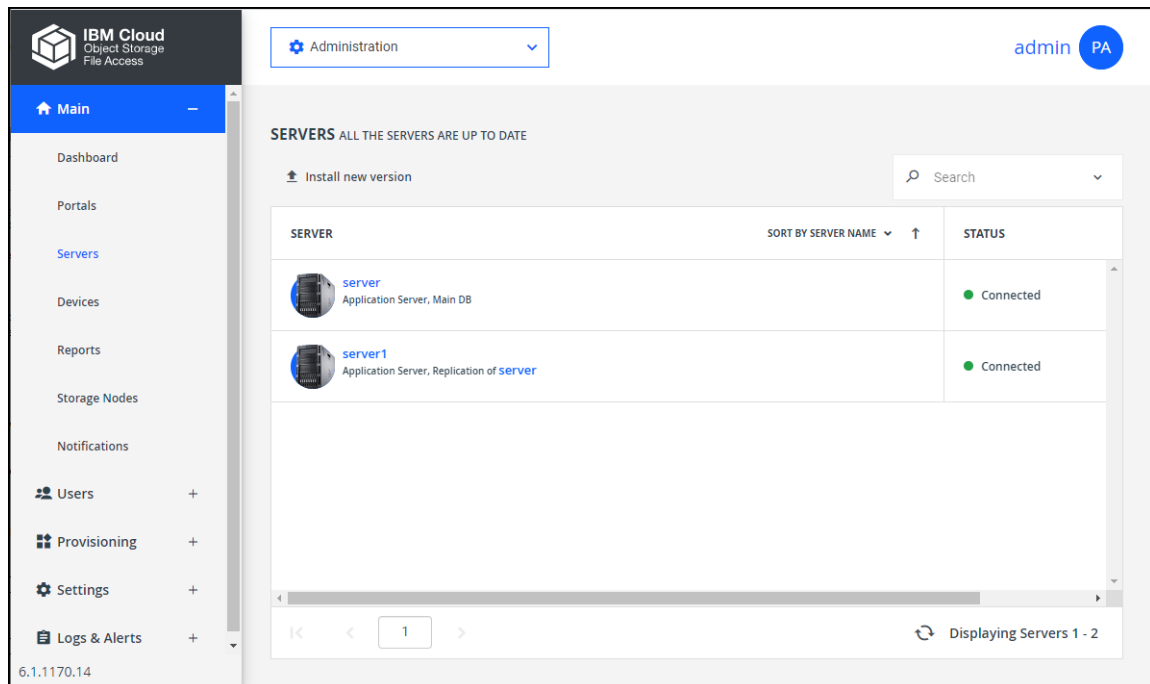 IBM Cloud
Object Storage
File Access
Administration
admin PA
Main
Dashboard
Portals
Servers
Devices
Reports
Storage Nodes
Notifications
Users
Provisioning
Settings
Logs & Alerts
6.1.1170.14
SERVERS ALL THE SERVERS ARE UP TO DATE
Install new version
Search
SERVER SORT BY SERVER NAME STATUS
server
Application Server, Main DB
Connected
server1
Application Server, Replication of server
Connected
1
Displaying Servers 1 - 2